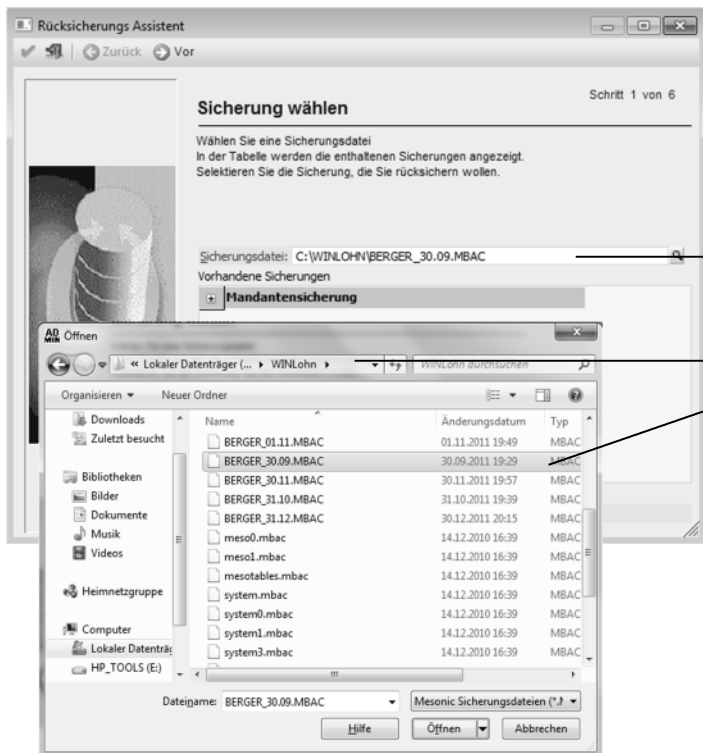 Rücksicherungs Assistent
Zurück Vor
Schritt 1 von 6
Sicherung wählen
Wählen Sie eine Sicherungsdatei
In der Tabelle werden die enthaltenen Sicherungen angezeigt.
Selektieren Sie die Sicherung, die Sie rücksichern wollen.
Sicherungsdatei: C:\WINLOHN\BERGER_30.09.MBAC
Vorhandene Sicherungen
Mandantensicherung
AD MIN Öffnen
« Lokaler Datenträger (... ▸ WINLohn ▸ WINLohn durchsuchen
Organisieren Neuer Ordner
Downloads
Zuletzt besucht
Bibliotheken
Bilder
Dokumente
Musik
Videos
Heimnetzgruppe
Computer
Lokaler Datenträg
HP_TOOLS (E:)
Name Änderungsdatum Typ
BERGER_01.11.MBAC 01.11.2011 19:49 MBAC
BERGER_30.09.MBAC 30.09.2011 19:29 MBAC
BERGER_30.11.MBAC 30.11.2011 19:57 MBAC
BERGER_31.10.MBAC 31.10.2011 19:39 MBAC
BERGER_31.12.MBAC 30.12.2011 20:15 MBAC
meso0.mbac 14.12.2010 16:39 MBAC
meso1.mbac 14.12.2010 16:39 MBAC
mesotables.mbac 14.12.2010 16:39 MBAC
system.mbac 14.12.2010 16:39 MBAC
system0.mbac 14.12.2010 16:39 MBAC
system1.mbac 14.12.2010 16:39 MBAC
system3.mbac 14.12.2010 16:39 MBAC
Dateiname: BERGER_30.09.MBAC Mesonic Sicherungsdateien (*.M
Hilfe Öffnen Abbrechen